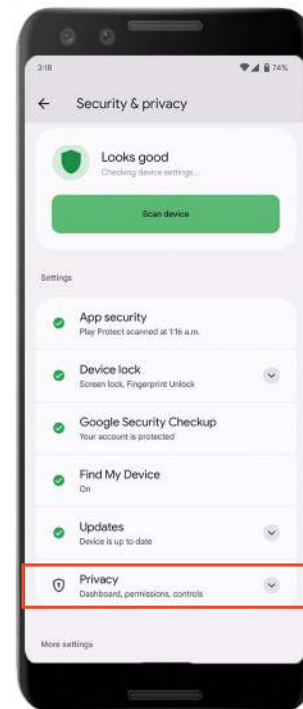 3:18
74%
Security & privacy
Looks good
Checking device settings...
Scan device
Settings
App security
Play Protect scanned at 1:16 a.m.
Device lock
Screen lock, Fingerprint Unlock
Google Security Checkup
Your account is protected
Find My Device
On
Updates
Device is up to date
Privacy
Dashboard, permissions, controls
More settings